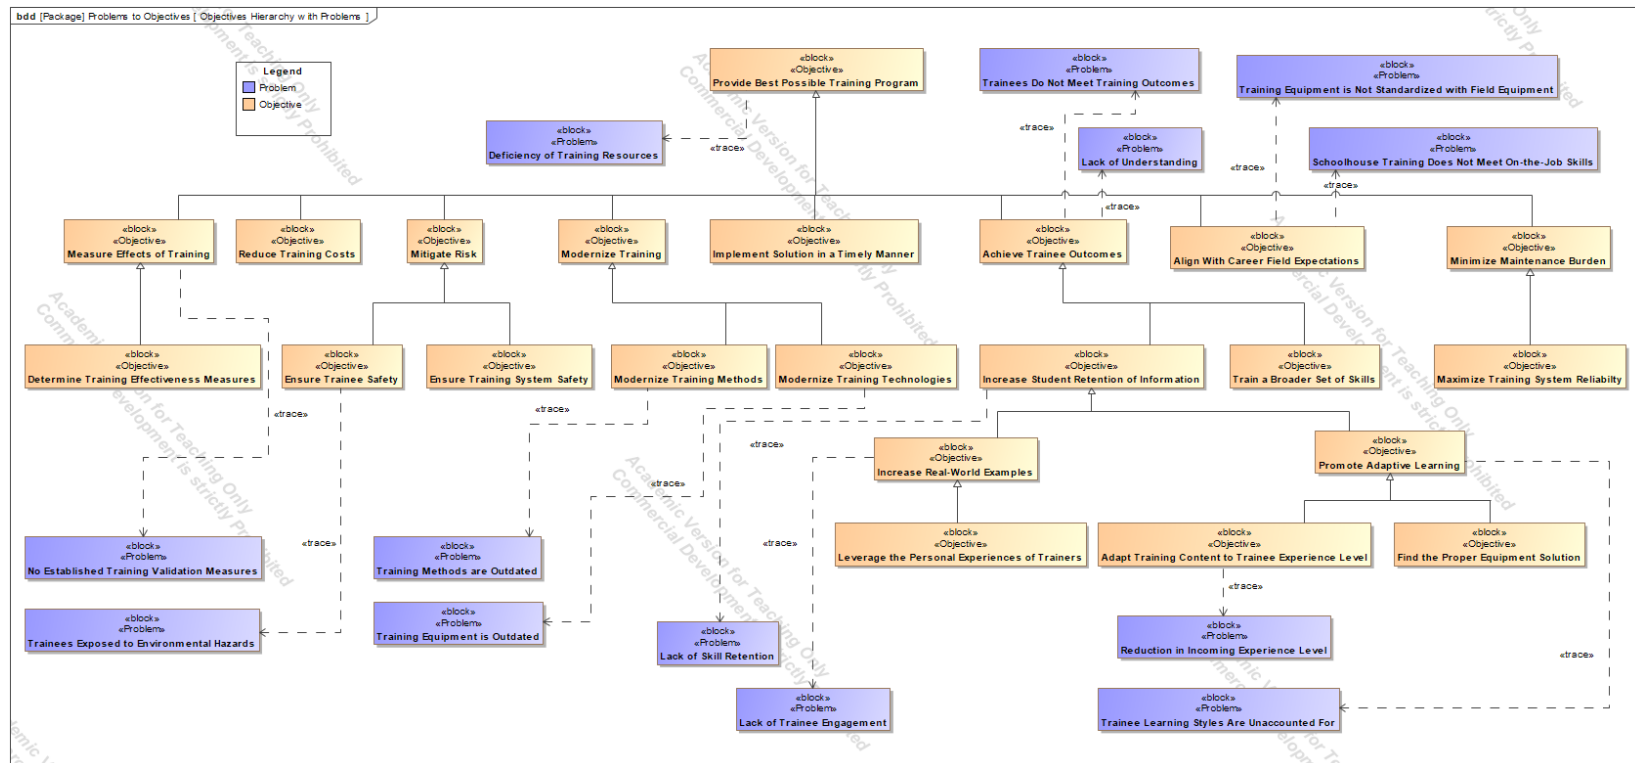 bdd [Package] Problems to Objectives [ Objectives Hierarchy with Problems ]
Legend
Problem
Objective
«block»
«Objective»
Provide Best Possible Training Program
«block»
«Problem»
Trainees Do Not Meet Training Outcomes
«block»
«Problem»
Training Equipment is Not Standardized with Field Equipment
«block»
«Problem»
Deficiency of Training Resources
«trace»
«trace»
«block»
«Problem»
Lack of Understanding
«trace»
«block»
«Problem»
Schoolhouse Training Does Not Meet On-the-Job Skills
«trace»
«trace»
«block»
«Objective»
Measure Effects of Training
«block»
«Objective»
Reduce Training Costs
«block»
«Objective»
Mitigate Risk
«block»
«Objective»
Modernize Training
«block»
«Objective»
Implement Solution in a Timely Manner
«block»
«Objective»
Achieve Trainee Outcomes
«block»
«Objective»
Align With Career Field Expectations
«block»
«Objective»
Minimize Maintenance Burden
«block»
«Objective»
Determine Training Effectiveness Measures
«block»
«Objective»
Ensure Trainee Safety
«block»
«Objective»
Ensure Training System Safety
«block»
«Objective»
Modernize Training Methods
«block»
«Objective»
Modernize Training Technologies
«block»
«Objective»
Increase Student Retention of Information
«block»
«Objective»
Train a Broader Set of Skills
«block»
«Objective»
Maximize Training System Reliabilty
«trace»
«trace»
«trace»
«block»
«Objective»
Increase Real-World Examples
«block»
«Objective»
Promote Adaptive Learning
«trace»
«trace»
«trace»
«block»
«Objective»
Leverage the Personal Experiences of Trainers
«block»
«Objective»
Adapt Training Content to Trainee Experience Level
«block»
«Objective»
Find the Proper Equipment Solution
«block»
«Problem»
No Established Training Validation Measures
«block»
«Problem»
Training Methods are Outdated
«trace»
«block»
«Problem»
Trainees Exposed to Environmental Hazards
«block»
«Problem»
Training Equipment is Outdated
«block»
«Problem»
Lack of Skill Retention
«block»
«Problem»
Reduction in Incoming Experience Level
«trace»
«block»
«Problem»
Lack of Trainee Engagement
«block»
«Problem»
Trainee Learning Styles Are Unaccounted For
Academic Version for Teaching Only
Commercial Development is strictly Prohibited